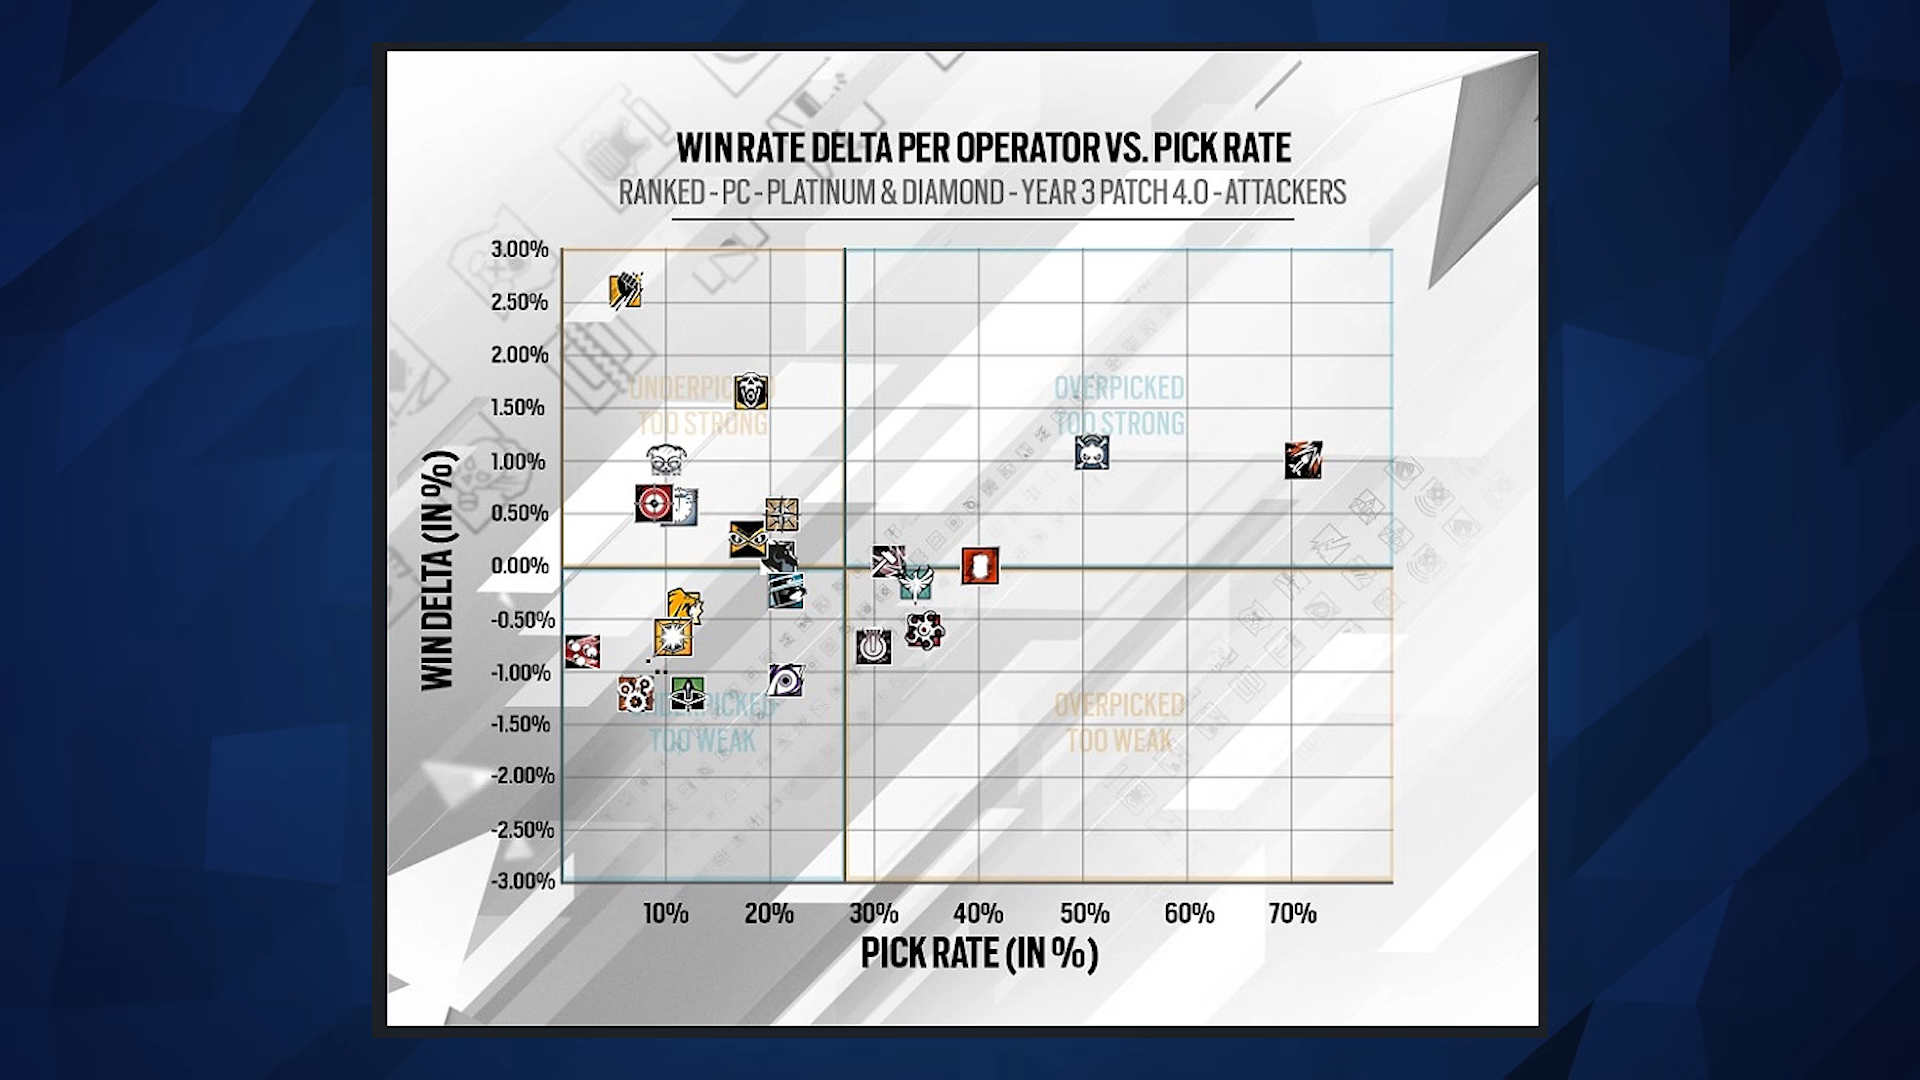 WIN RATE DELTA PER OPERATOR VS. PICK RATE
RANKED - PC - PLATINUM & DIAMOND - YEAR 3 PATCH 4.0 - ATTACKERS
3.00%
2.50%
2.00%
1.50%
1.00%
0.50%
0.00%
-0.50%
-1.00%
-1.50%
-2.00%
-2.50%
-3.00%
WIN DELTA (IN %)
UNDERPICKED
TOO STRONG
OVERPICKED
TOO STRONG
UNDERPICKED
TOO WEAK
OVERPICKED
TOO WEAK
10% 20% 30% 40% 50% 60% 70%
PICK RATE (IN %)